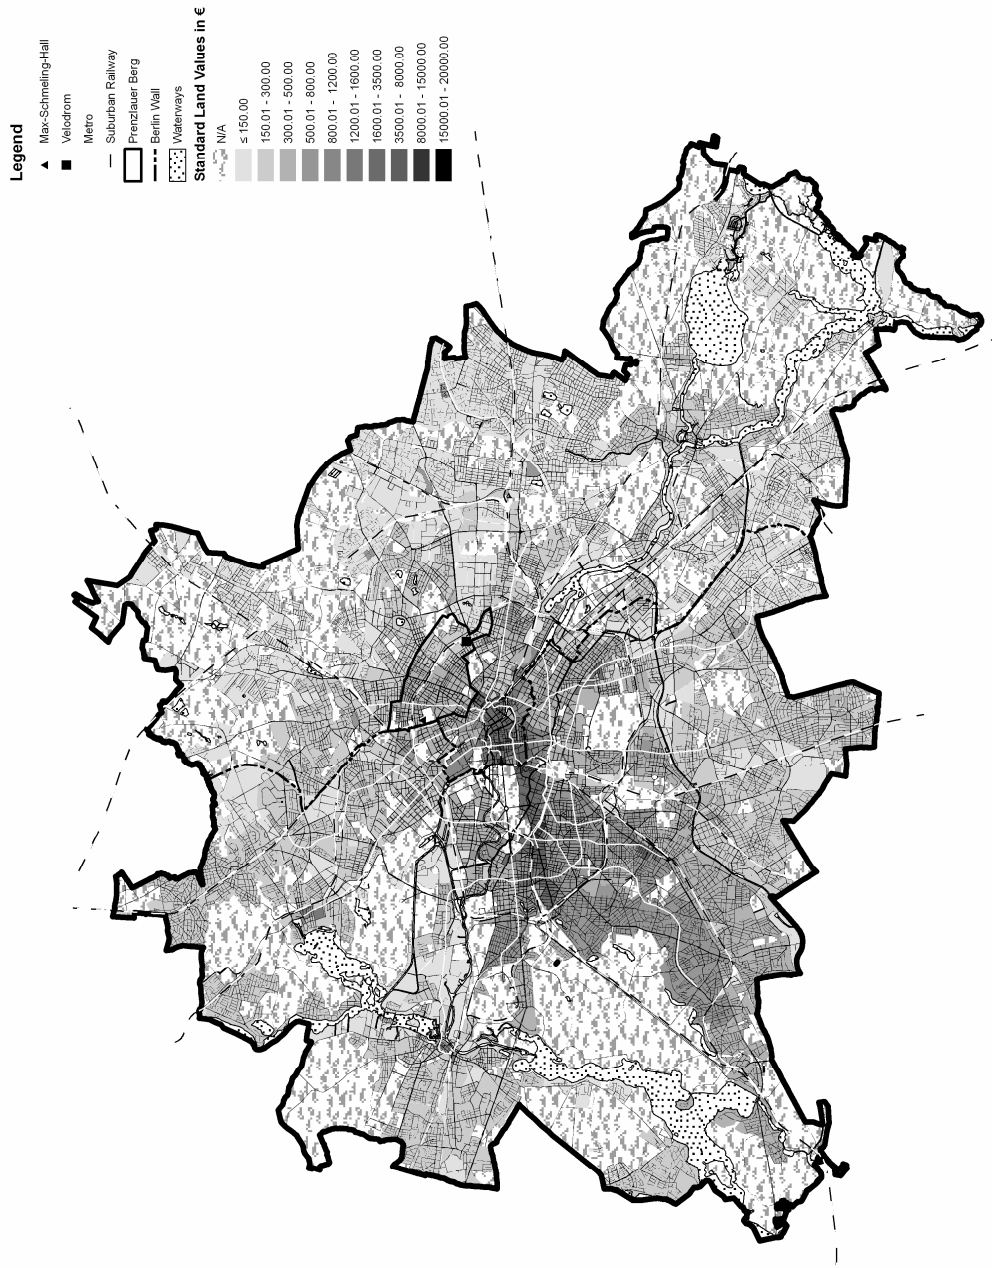 Legend
Max-Schmeling-Hall
Velodrom
Metro
Suburban Railway
Prenzlauer Berg
Berlin Wall
Waterways
Standard Land Values in €
N/A
≤ 150.00
150.01 - 300.00
300.01 - 500.00
500.01 - 800.00
800.01 - 1200.00
1200.01 - 1600.00
1600.01 - 3500.00
3500.01 - 8000.00
8000.01 - 15000.00
15000.01 - 20000.00